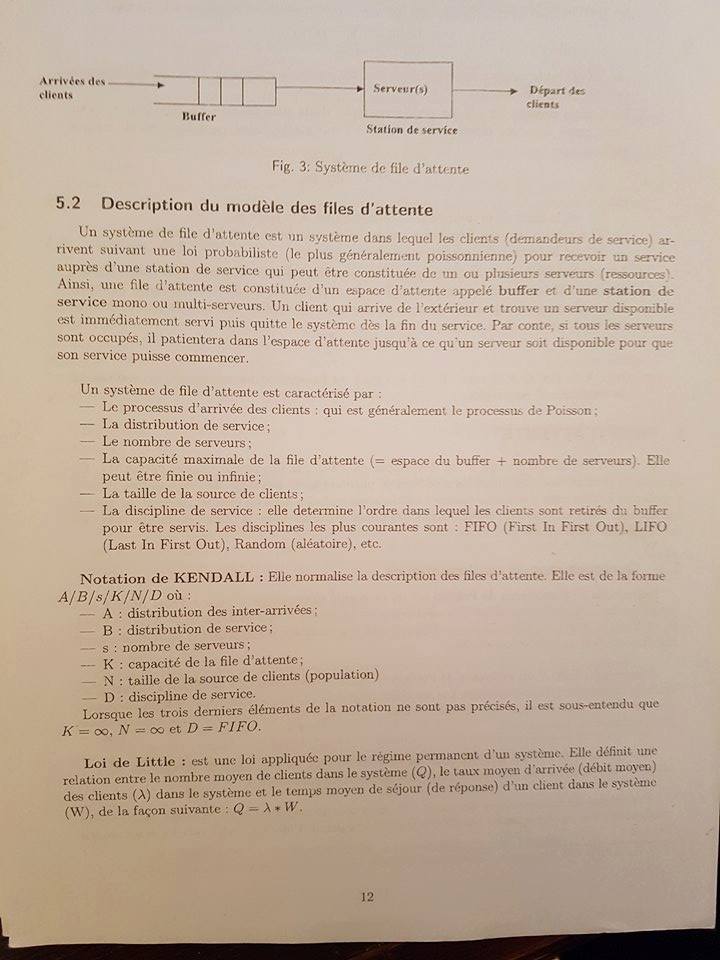 Arrivées des
clients
Buffer
Serveur(s)
Station de service
Départ des
clients
Fig. 3: Système de file d'attente
5.2 Description du modèle des files d'attente
Un système de file d'attente est un système dans lequel les clients (demandeurs de service) ar-
rivent suivant une loi probabiliste (le plus généralement poissonnienne) pour recevoir un service
auprès d'une station de service qui peut être constituée de un ou plusieurs serveurs (ressources).
Ainsi, une file d'attente est constituée d'un espace d'attente appelé buffer et d'une station de
service mono ou multi-serveurs. Un client qui arrive de l'extérieur et trouve un serveur disponible
est immédiatement servi puis quitte le système dès la fin du service. Par conte, si tous les serveurs
sont occupés, il patientera dans l'espace d'attente jusqu'à ce qu'un serveur soit disponible pour que
son service puisse commencer.
Un système de file d'attente est caractérisé par :
— Le processus d'arrivée des clients : qui est généralement le processus de Poisson ;
— La distribution de service ;
— Le nombre de serveurs ;
— La capacité maximale de la file d'attente (= espace du buffer + nombre de serveurs). Elle
peut être finie ou infinie ;
— La taille de la source de clients ;
— La discipline de service : elle determine l'ordre dans lequel les clients sont retirés du buffer
pour être servis. Les disciplines les plus courantes sont : FIFO (First In First Out), LIFO
(Last In First Out), Random (aléatoire), etc.
Notation de KENDALL : Elle normalise la description des files d'attente. Elle est de la forme
A/B/s/K/N/D où :
— A : distribution des inter-arrivées ;
— B : distribution de service ;
— s : nombre de serveurs ;
— K : capacité de la file d'attente ;
— N : taille de la source de clients (population)
— D : discipline de service.
Lorsque les trois derniers éléments de la notation ne sont pas précisés, il est sous-entendu que
K = ∞, N = ∞ et D = FIFO.
Loi de Little : est une loi appliquée pour le régime permanent d'un système. Elle définit une
relation entre le nombre moyen de clients dans le système (Q), le taux moyen d'arrivée (débit moyen)
des clients (λ) dans le système et le temps moyen de séjour (de réponse) d'un client dans le système
(W), de la façon suivante : Q = λ * W.
12